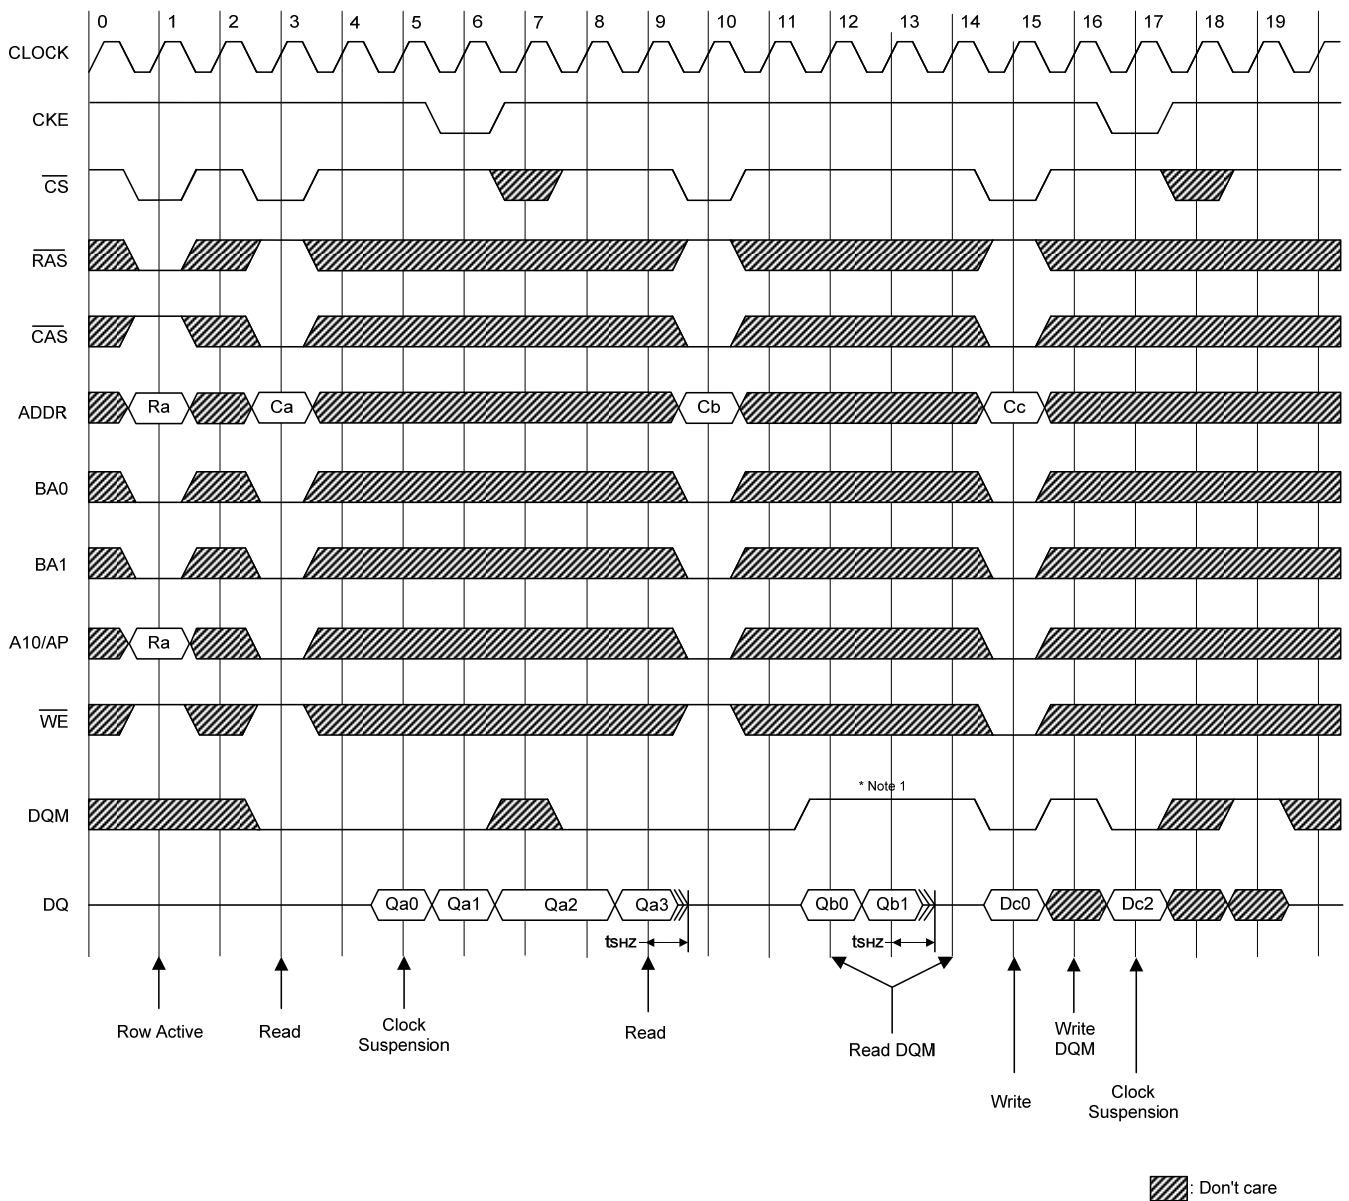 0 1 2 3 4 5 6 7 8 9 10 11 12 13 14 15 16 17 18 19
CLOCK
CKE
CS
RAS
CAS
ADDR Ra Ca Cb Cc
BA0
BA1
A10/AP Ra
WE
* Note 1
DQM
DQ Qa0 Qa1 Qa2 Qa3 Qb0 Qb1 Dc0 Dc2
tSHZ tSHZ
Row Active
Read
Clock
Suspension
Read
Read DQM
Write
DQM
Write
Clock
Suspension
: Don't care